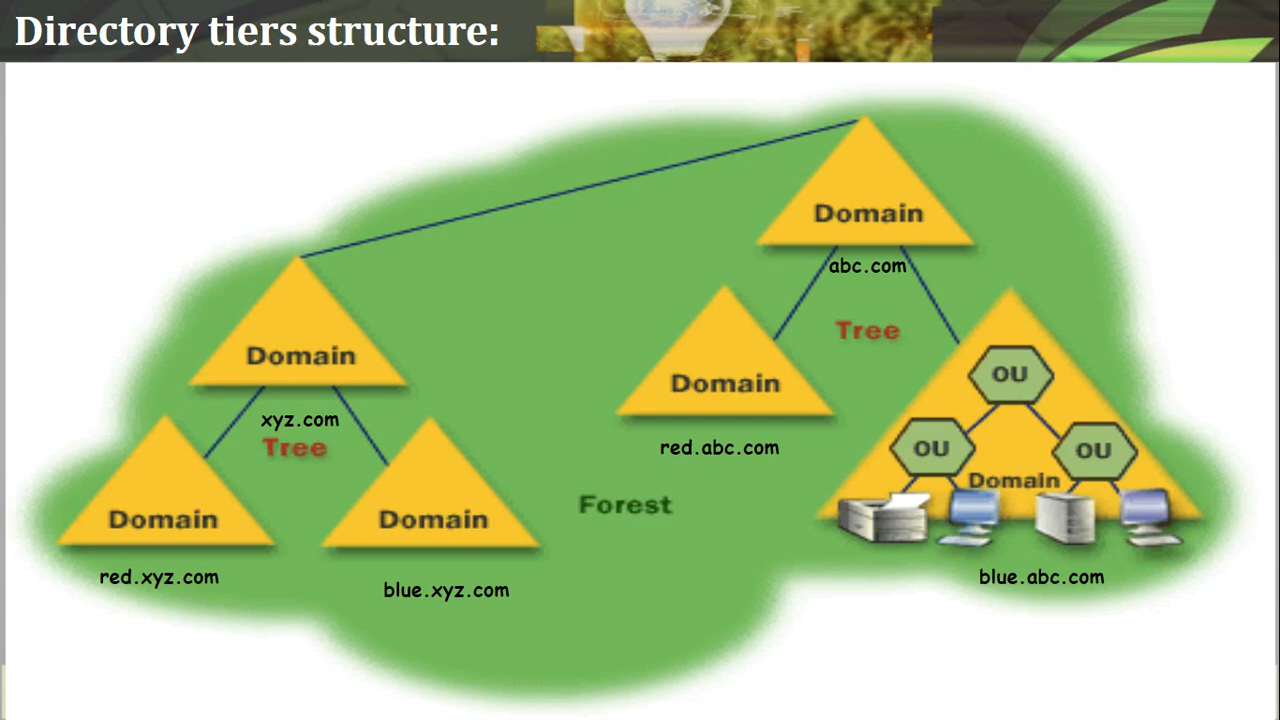 Directory tiers structure:
Domain
abc.com
Tree
Domain
red.abc.com
OU
OU
OU
Domain
blue.abc.com
Domain
xyz.com
Tree
Domain
red.xyz.com
Domain
blue.xyz.com
Forest